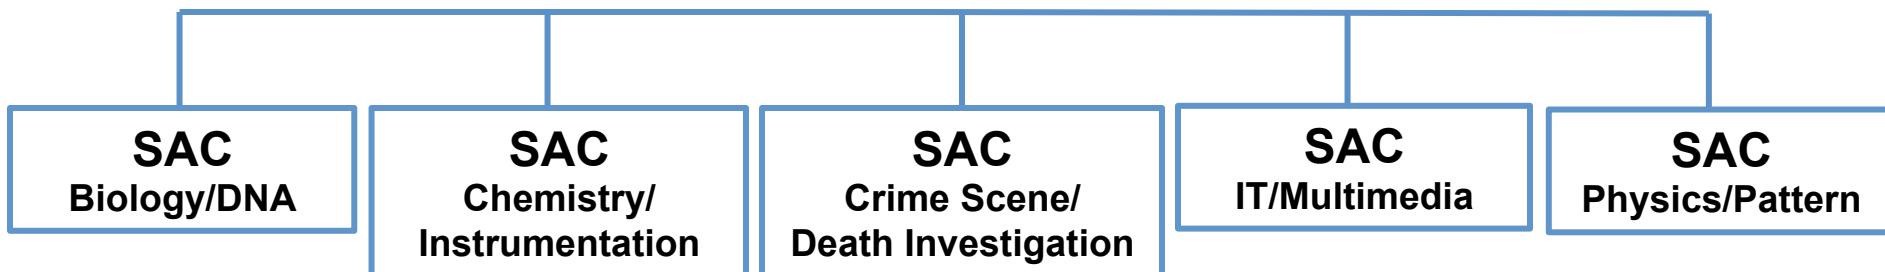 SAC
Biology/DNA
SAC
Chemistry/
Instrumentation
SAC
Crime Scene/
Death Investigation
SAC
IT/Multimedia
SAC
Physics/Pattern